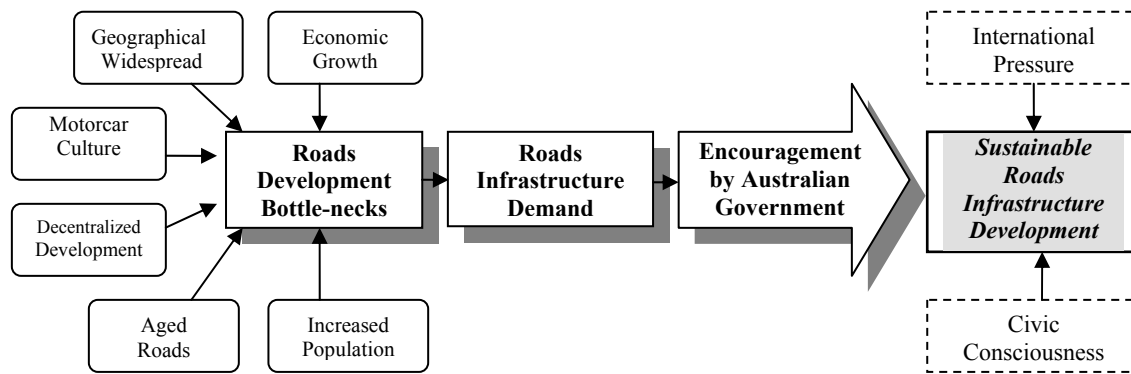 Geographical
Widespread
Economic
Growth
Motorcar
Culture
Decentralized
Development
Aged
Roads
Increased
Population
Roads
Development
Bottle-necks
Roads
Infrastructure
Demand
Encouragement
by Australian
Government
International
Pressure
Sustainable
Roads
Infrastructure
Development
Civic
Consciousness